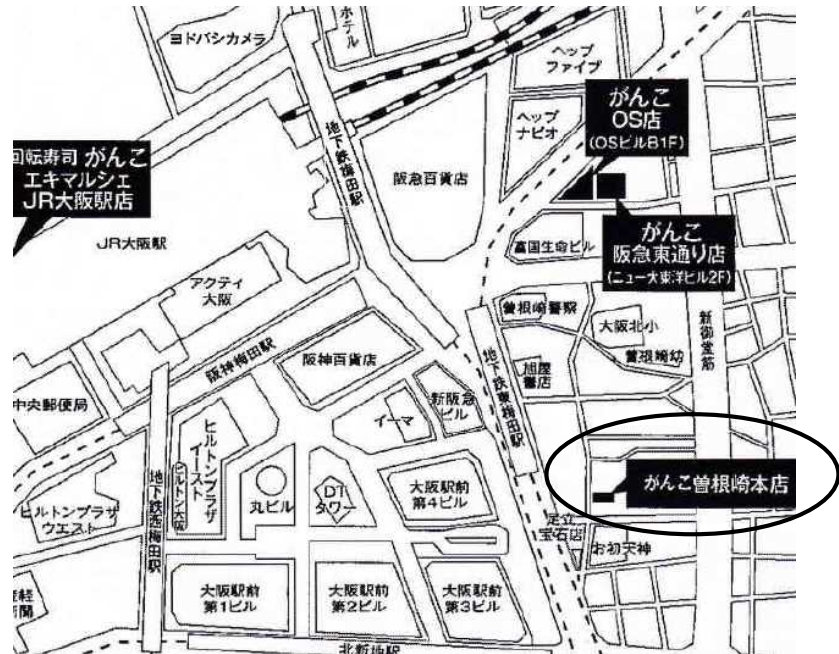 ヨドバシカメラ
ホテル
ヘップ
ファイブ
がんこ
OS店
(OSビルB1F)
ヘップ
ナビオ
地下鉄梅田駅
回転寿司 がんこ
エキマルシェ
JR大阪駅店
阪急百貨店
JR大阪駅
富国生命ビル
がんこ
阪急東通り店
(ニュー大東洋ビル2F)
アクティ
大阪
曽根崎警察
大阪北小
曽根崎幼
新御堂筋
阪神梅田駅
阪神百貨店
地下鉄東梅田駅
旭屋
書店
中央郵便局
新阪急
ビル
イーマ
ヒルトンプラザ
イースト
ヒルトン大阪
地下鉄西梅田駅
ヒルトンプラザ
ウエスト
丸ビル
DT
タワー
大阪駅前
第4ビル
がんこ曽根崎本店
足立
宝石店
お初天神
大阪駅前
第1ビル
大阪駅前
第2ビル
大阪駅前
第3ビル
北新地駅